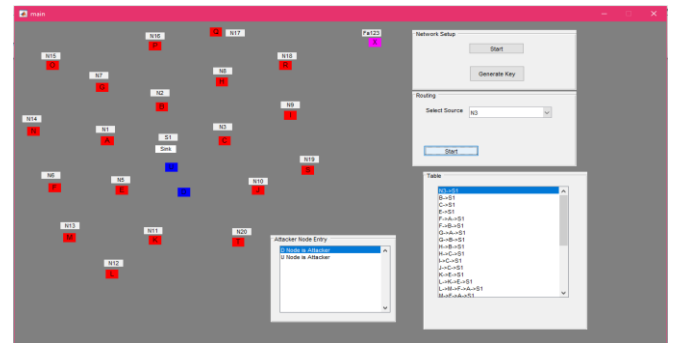 main
N16
P
Q N17
Fa123
X
N15
O
N18
R
N7
G
N8
H
N2
B
N9
I
N14
N
N1
A
S1
Sink
N3
C
N19
S
N6
F
N5
E
U
D
N10
J
N13
M
N11
K
N20
T
N12
L
Network Setup
Start
Generate Key
Routing
Select Source N3
Start
Attacker Node Entry
D Node is Attacker
U Node is Attacker
Table
N3->S1
B->S1
C->S1
E->S1
F->A->S1
F->B->S1
G->A->S1
G->B->S1
H->B->S1
H->C->S1
I->C->S1
J->C->S1
K->E->S1
L->K->E->S1
L->M->F->A->S1
M->F->A->S1